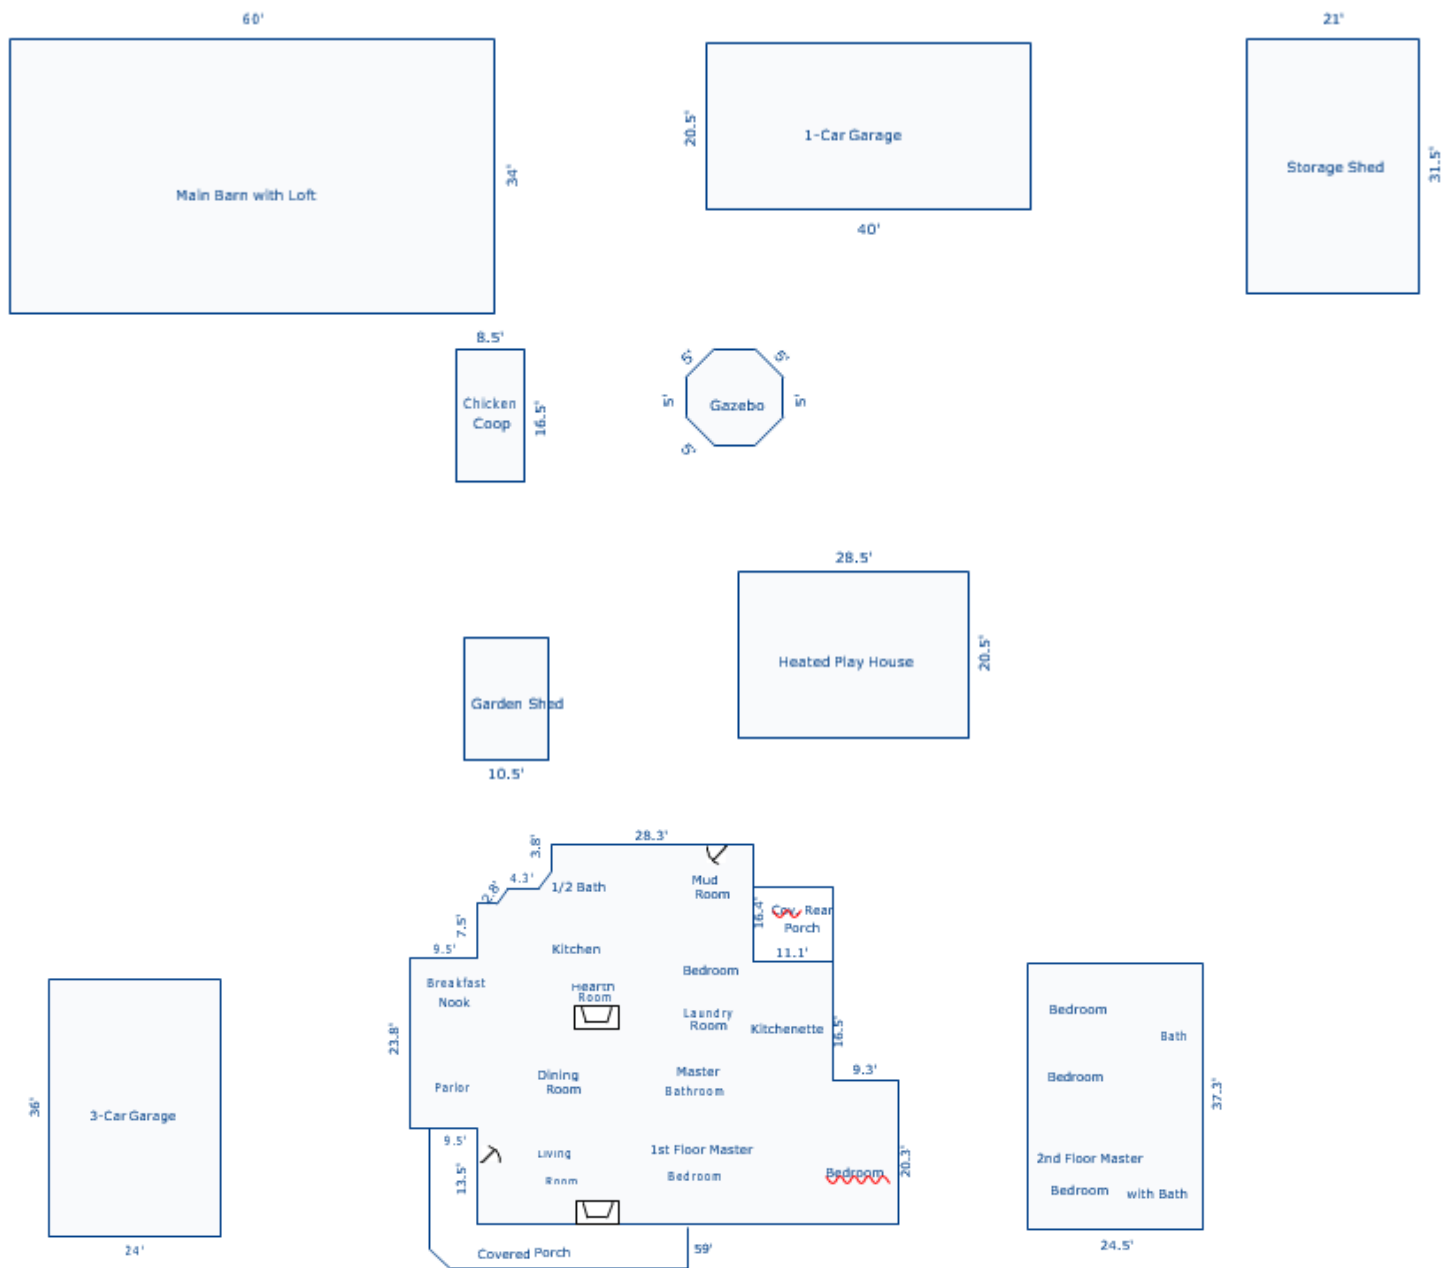 60'
21'
Main Barn with Loft
34'
20.5'
1-Car Garage
40'
Storage Shed
31.5'
8.5'
Chicken
Coop
16.5'
5'
5'
5'
Gazebo
5'
5'
28.5'
Heated Play House
20.5'
Garden Shed
10.5'
28.3'
3.8'
4.3'
2.8'
7.5'
9.5'
1/2 Bath
Mud
Room
16.4'
Cov. Rear
Porch
11.1'
Kitchen
Bedroom
Breakfast
Nook
Hearth
Room
Laundry
Room
Kitchenette
16.5'
23.8'
9.3'
Parlor
Dining
Room
Master
Bathroom
9.5'
13.5'
Living
Room
1st Floor Master
Bedroom
Bedroom
20.3'
Covered Porch
59'
36'
3-Car Garage
24'
Bedroom
Bath
Bedroom
37.3'
2nd Floor Master
Bedroom with Bath
24.5'